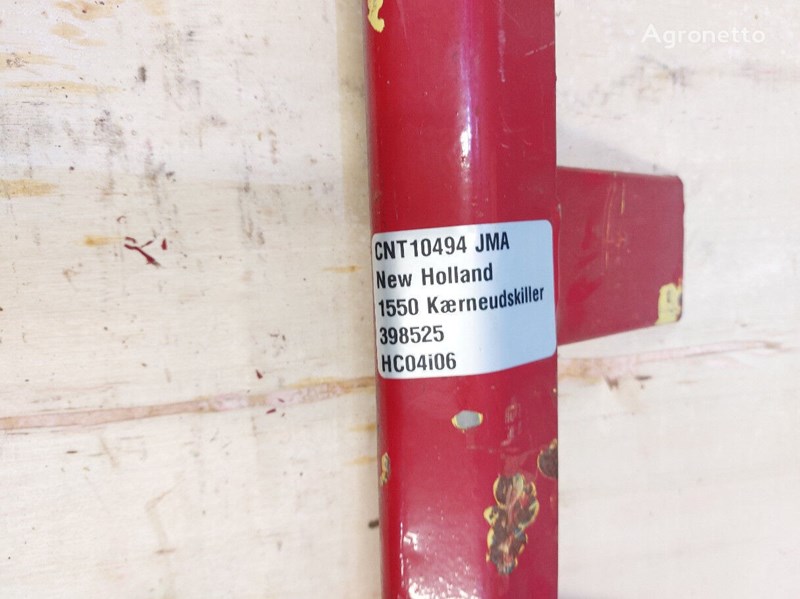 Agronetto
CNT10494 JMA
New Holland
1550 Kærneudskiller
398525
HC04i06